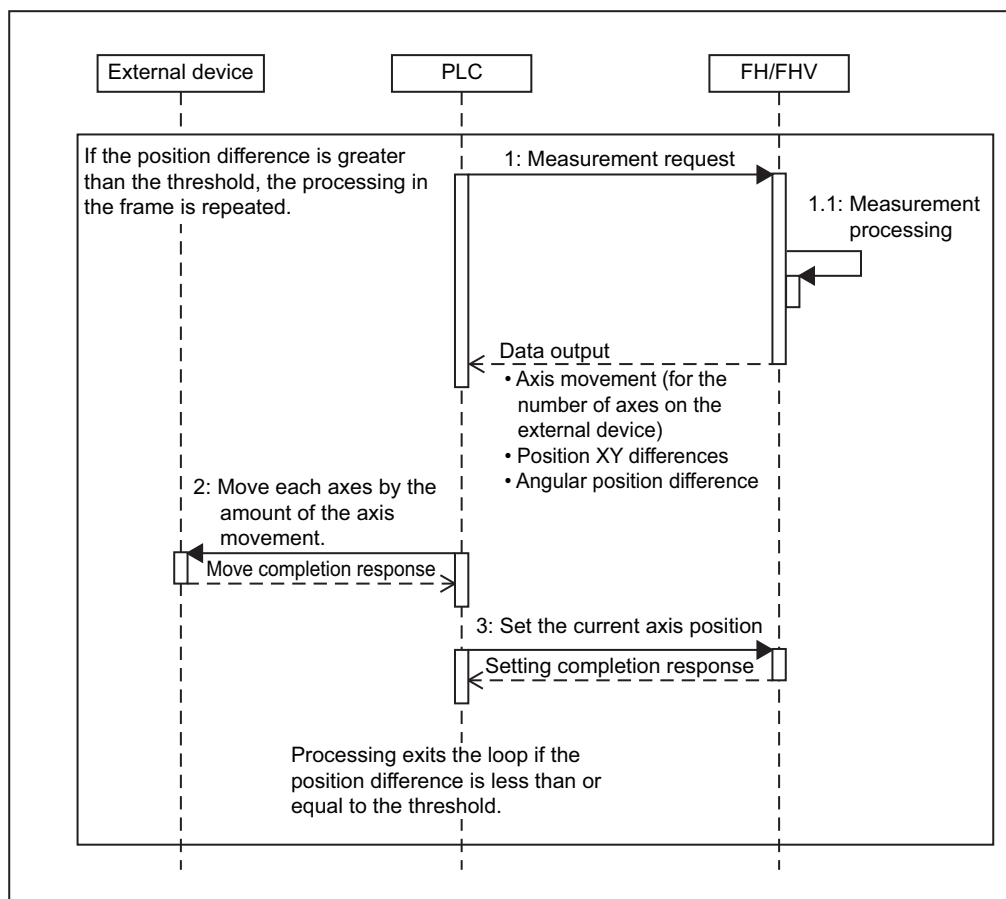 External device
PLC
FH/FHV
If the position difference is greater
than the threshold, the processing in
the frame is repeated.
1: Measurement request
1.1: Measurement
processing
Data output
• Axis movement (for the
number of axes on the
external device)
• Position XY differences
• Angular position difference
2: Move each axes by the
amount of the axis
movement.
Move completion response
3: Set the current axis position
Setting completion response
Processing exits the loop if the
position difference is less than or
equal to the threshold.